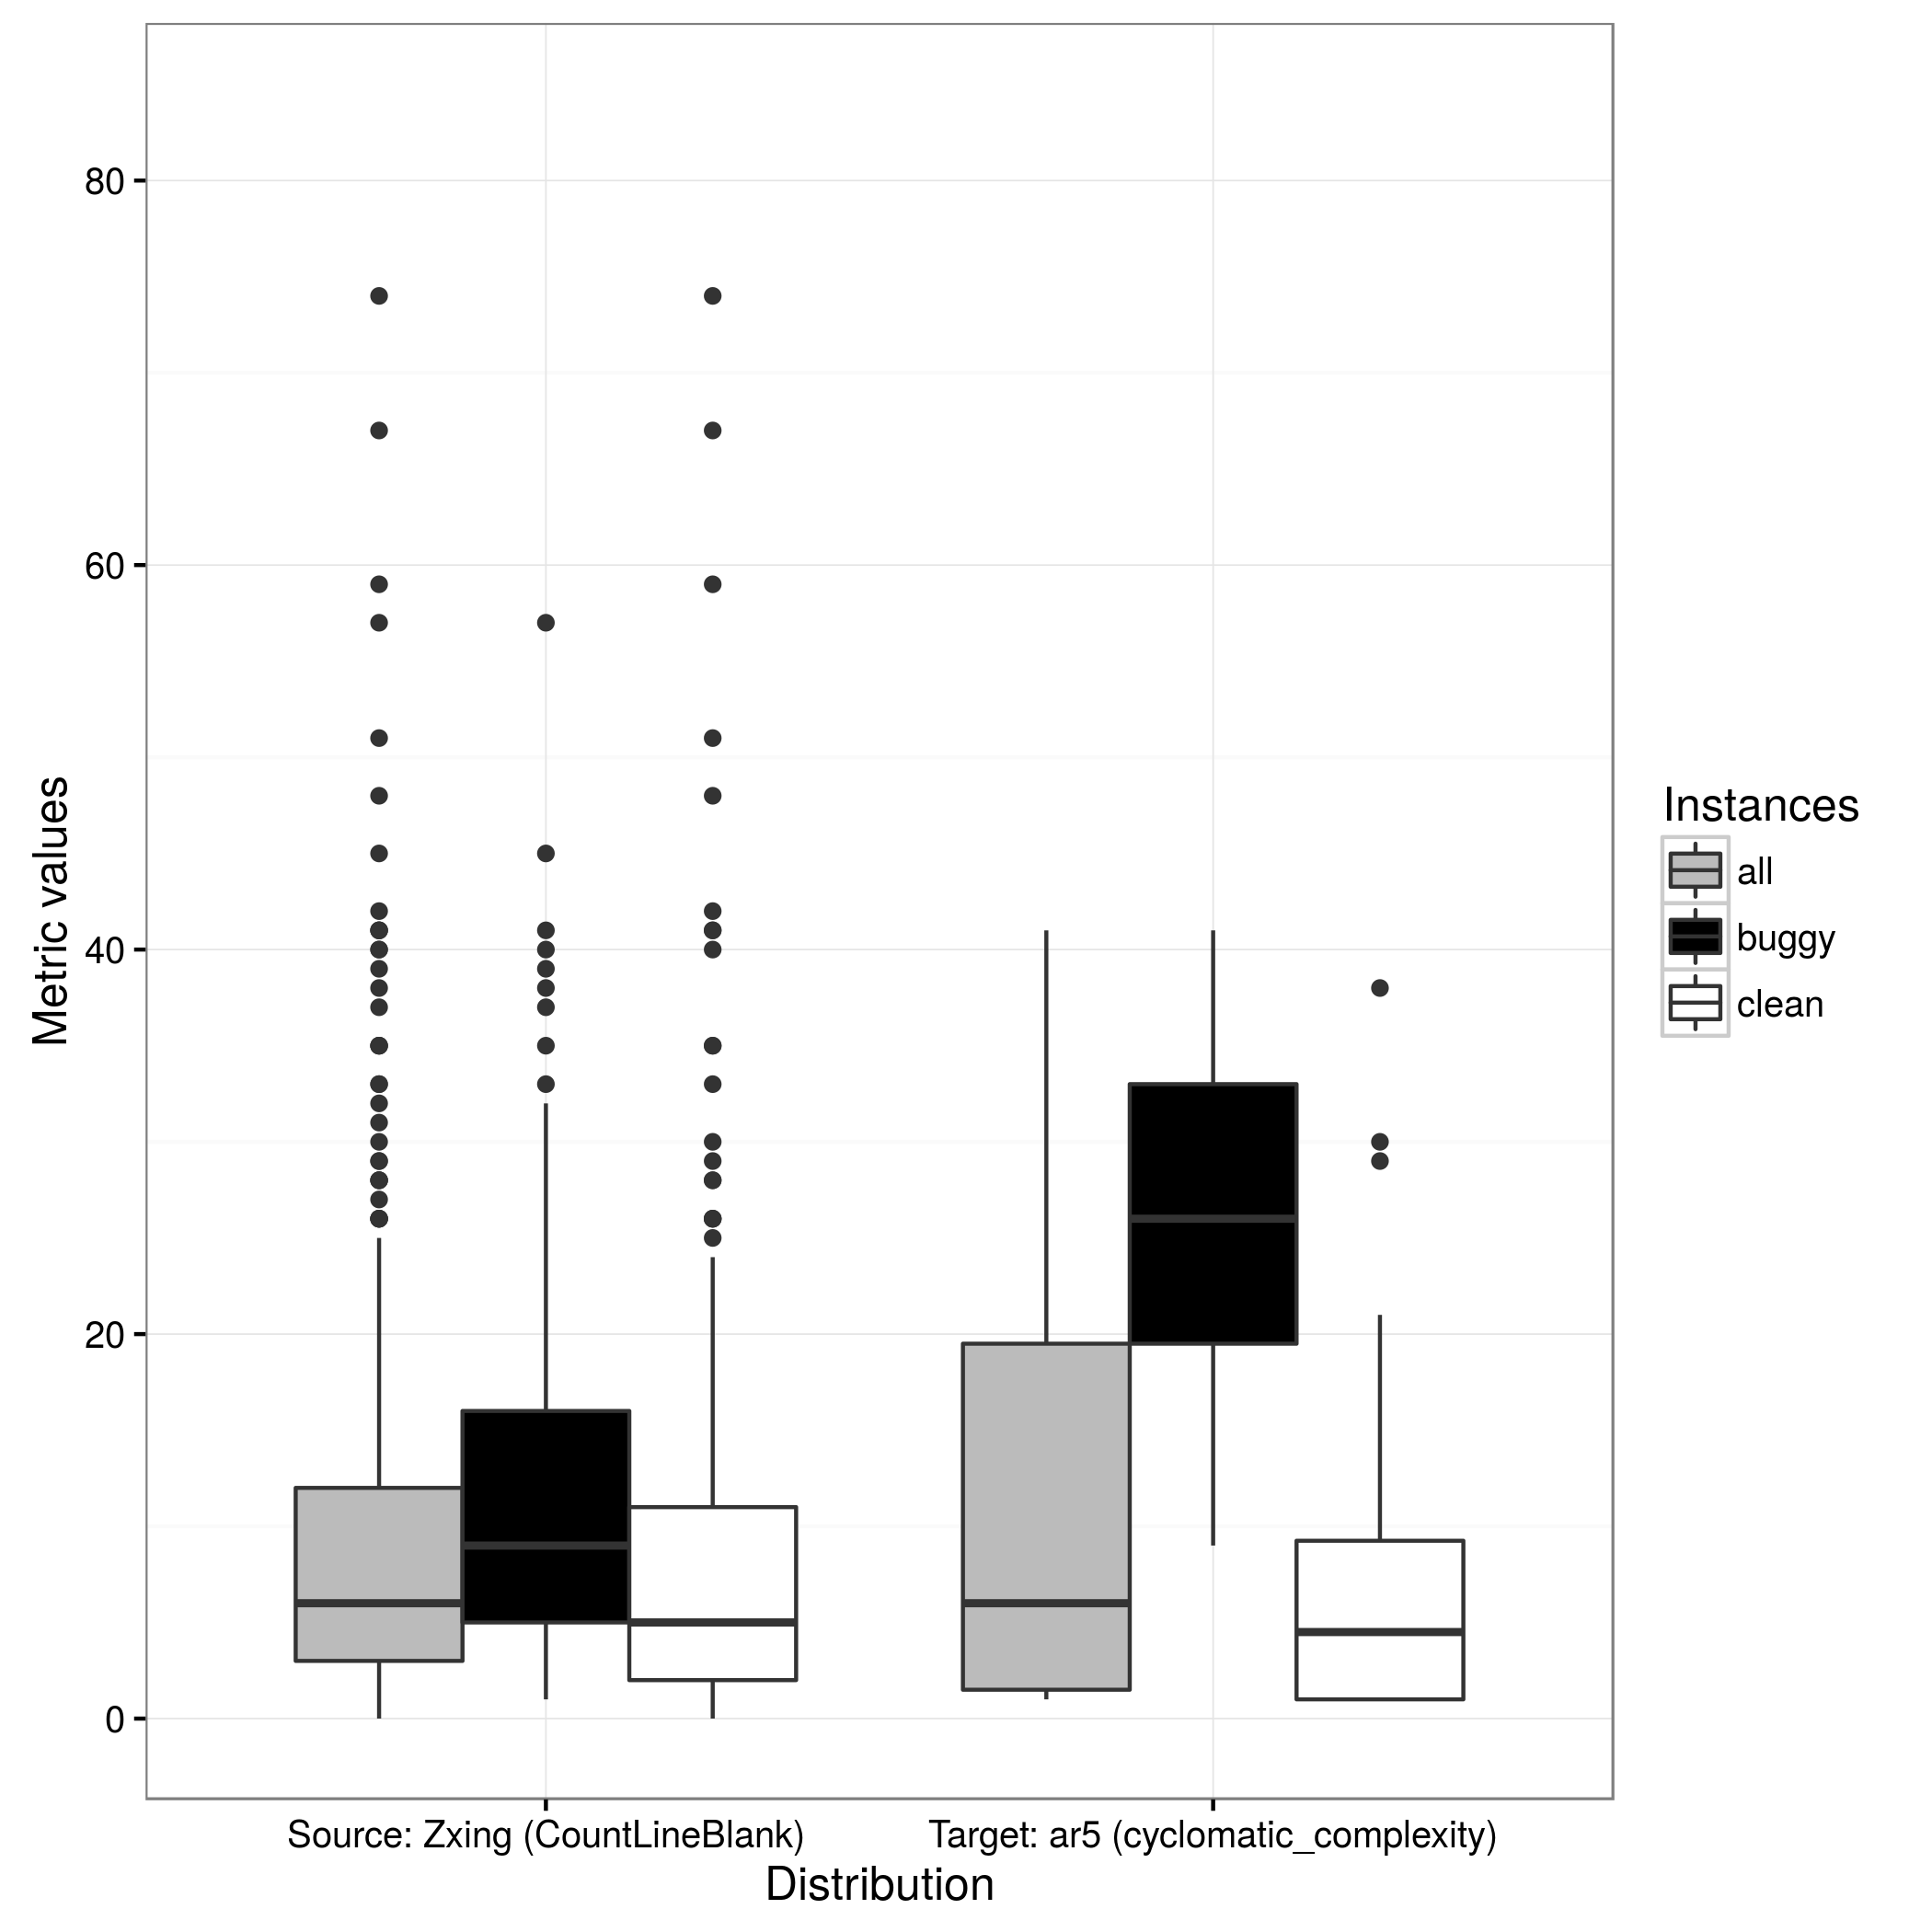 Metric values
80
60
40
20
0
Source: Zxing (CountLineBlank)
Target: ar5 (cyclomatic_complexity)
Distribution
Instances
all
buggy
clean